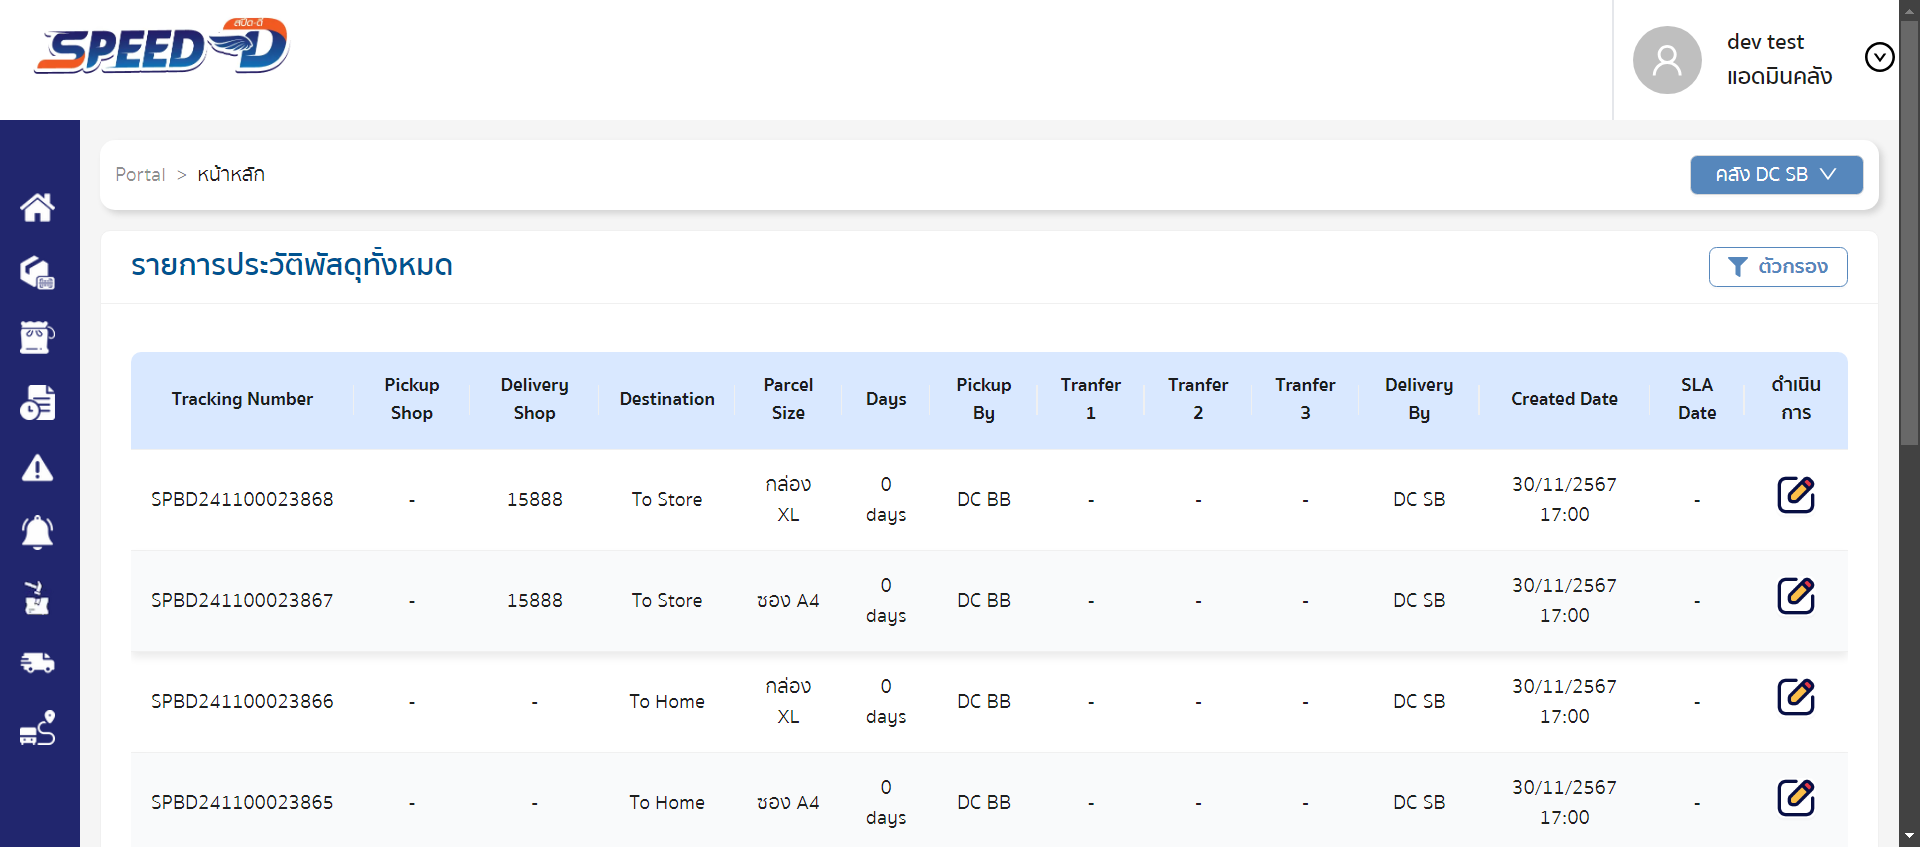 สปีด-ดี
SPEED-D
dev test
แอดมินคลัง
Portal > หน้าหลัก
คลัง DC SB
รายการประวัติพัสดุทั้งหมด
ตัวกรอง
Tracking Number Pickup Shop Delivery Shop Destination Parcel Size Days Pickup By Tranfer 1 Tranfer 2 Tranfer 3 Delivery By Created Date SLA Date ดำเนินการ
SPBD241100023868 - 15888 To Store กล่อง XL 0 days DC BB - - - DC SB 30/11/2567 17:00 -
SPBD241100023867 - 15888 To Store ซอง A4 0 days DC BB - - - DC SB 30/11/2567 17:00 -
SPBD241100023866 - - To Home กล่อง XL 0 days DC BB - - - DC SB 30/11/2567 17:00 -
SPBD241100023865 - - To Home ซอง A4 0 days DC BB - - - DC SB 30/11/2567 17:00 -